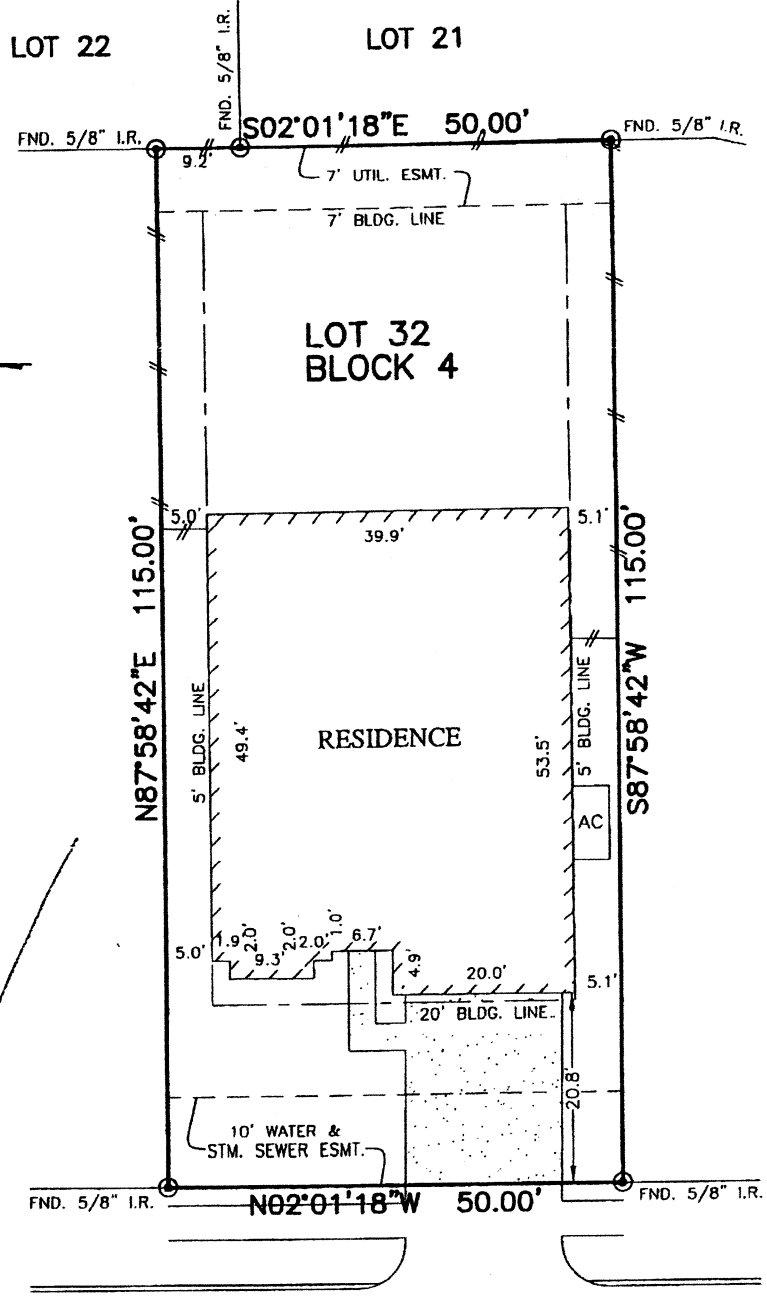 LOT 22
LOT 21
FND. 5/8" I.R.
FND. 5/8" I.R.
S02°01'18"E 50.00'
FND. 5/8" I.R.
9.2'
7' UTIL. ESMT.
7' BLDG. LINE
LOT 32
BLOCK 4
5.0'
39.9'
5.1'
N87°58'42"E 115.00'
S87°58'42"W 115.00'
5' BLDG. LINE
49.4'
RESIDENCE
53.5'
5' BLDG. LINE
AC
5.0'
1.9'
2.0'
9.3'
2.0'
2.0'
1.0'
6.7'
4.9'
20.0'
5.1'
20' BLDG. LINE
20.8'
10' WATER &
STM. SEWER ESMT.
FND. 5/8" I.R.
N02°01'18"W 50.00'
FND. 5/8" I.R.